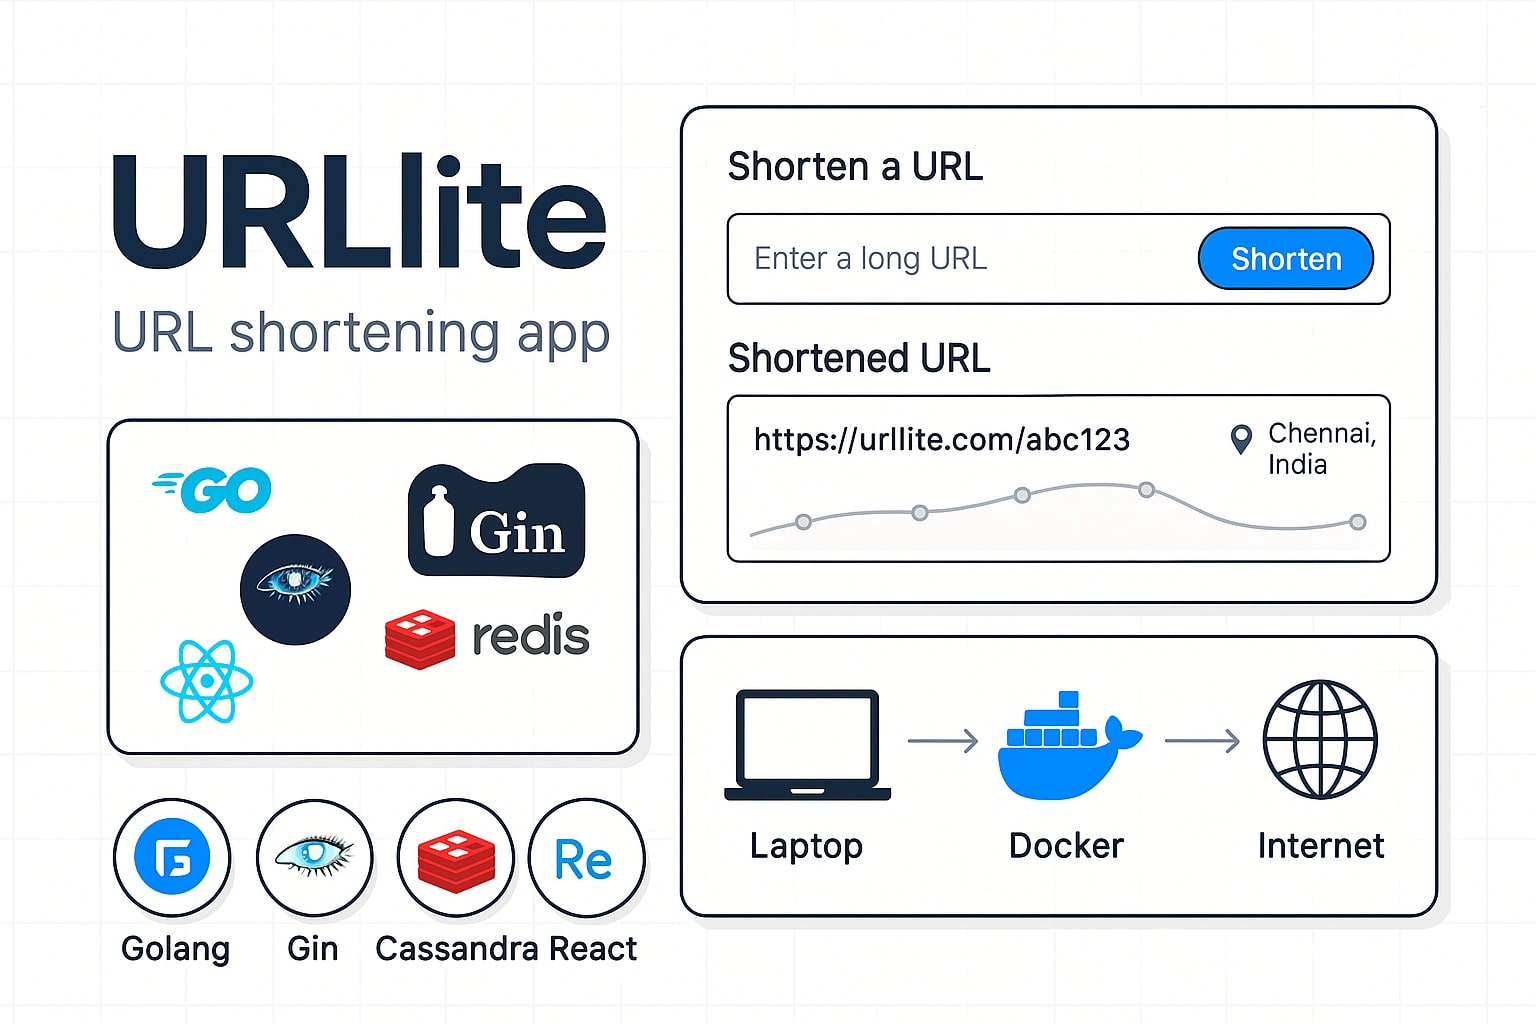 URLlite
URL shortening app
GO
Gin
redis
Golang
Gin
Cassandra
Re
React
Shorten a URL
Enter a long URL
Shorten
Shortened URL
https://urllite.com/abc123
Chennai,
India
Laptop
Docker
Internet